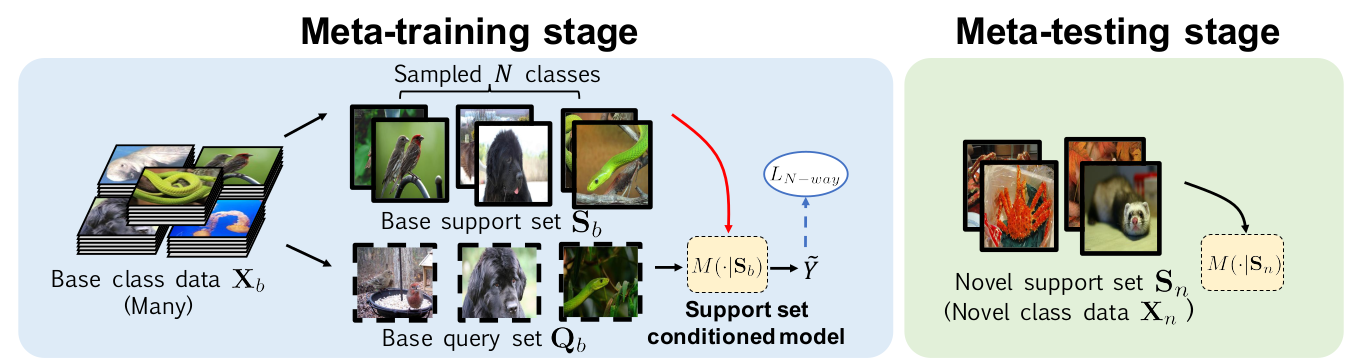 Meta-training stage
Sampled N classes
Base class data X_b
(Many)
Base support set S_b
Base query set Q_b
M(·|S_b)
Ỹ
L_{N−way}
Support set
conditioned model
Meta-testing stage
Novel support set S_n
(Novel class data X_n )
M(·|S_n)